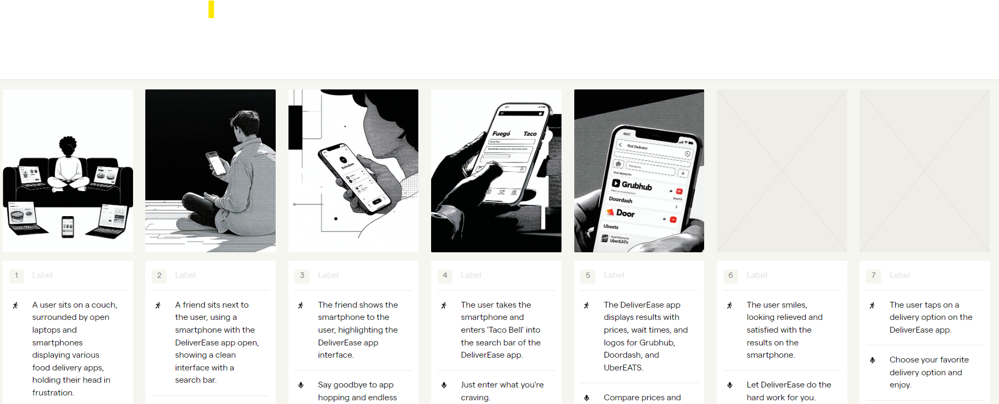 DeliverEase
Fuegó Taco
8837
Fod Delivery
Grubhub
Search
Doordash
Door
Ubeats
Food Delivery for
UberEATs
1 Label
A user sits on a couch,
surrounded by open
laptops and
smartphones
displaying various
food delivery apps,
holding their head in
frustration.
2 Label
A friend sits next to
the user, using a
smartphone with the
DeliverEase app open,
showing a clean
interface with a
search bar.
3 Label
The friend shows the
smartphone to the
user, highlighting the
DeliverEase app
interface.
Say goodbye to app
hopping and endless
4 Label
The user takes the
smartphone and
enters 'Taco Bell' into
the search bar of the
DeliverEase app.
Just enter what you're
craving.
5 Label
The DeliverEase app
displays results with
prices, wait times, and
logos for Grubhub,
Doordash, and
UberEATS.
Compare prices and
6 Label
The user smiles,
looking relieved and
satisfied with the
results on the
smartphone.
Let DeliverEase do the
hard work for you.
7 Label
The user taps on a
delivery option on the
DeliverEase app.
Choose your favorite
delivery option and
enjoy.